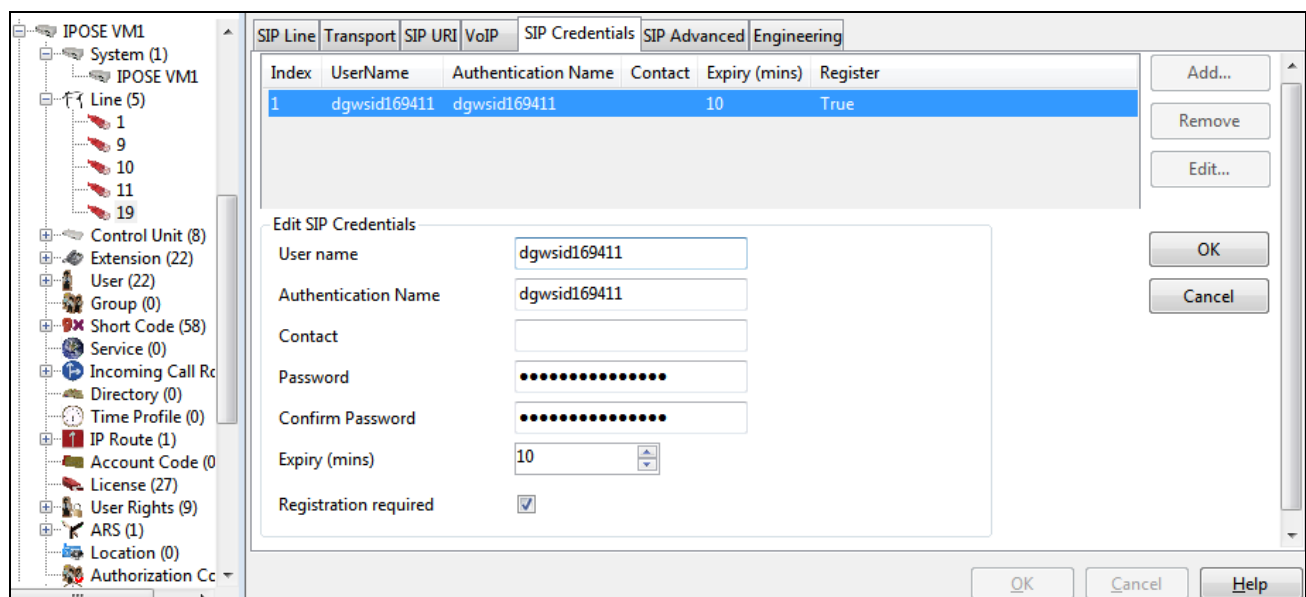 IPOSE VM1
System (1)
IPOSE VM1
Line (5)
1
9
10
11
19
Control Unit (8)
Extension (22)
User (22)
Group (0)
Short Code (58)
Service (0)
Incoming Call Ro
Directory (0)
Time Profile (0)
IP Route (1)
Account Code (0
License (27)
User Rights (9)
ARS (1)
Location (0)
Authorization Co
SIP Line Transport SIP URI VoIP SIP Credentials SIP Advanced Engineering
Index UserName Authentication Name Contact Expiry (mins) Register
1 dgwsid169411 dgwsid169411 10 True
Add...
Remove
Edit...
Edit SIP Credentials
User name dgwsid169411
Authentication Name dgwsid169411
Contact
Password •••••••••••••••
Confirm Password •••••••••••••••
Expiry (mins) 10
Registration required
OK
Cancel
OK Cancel Help